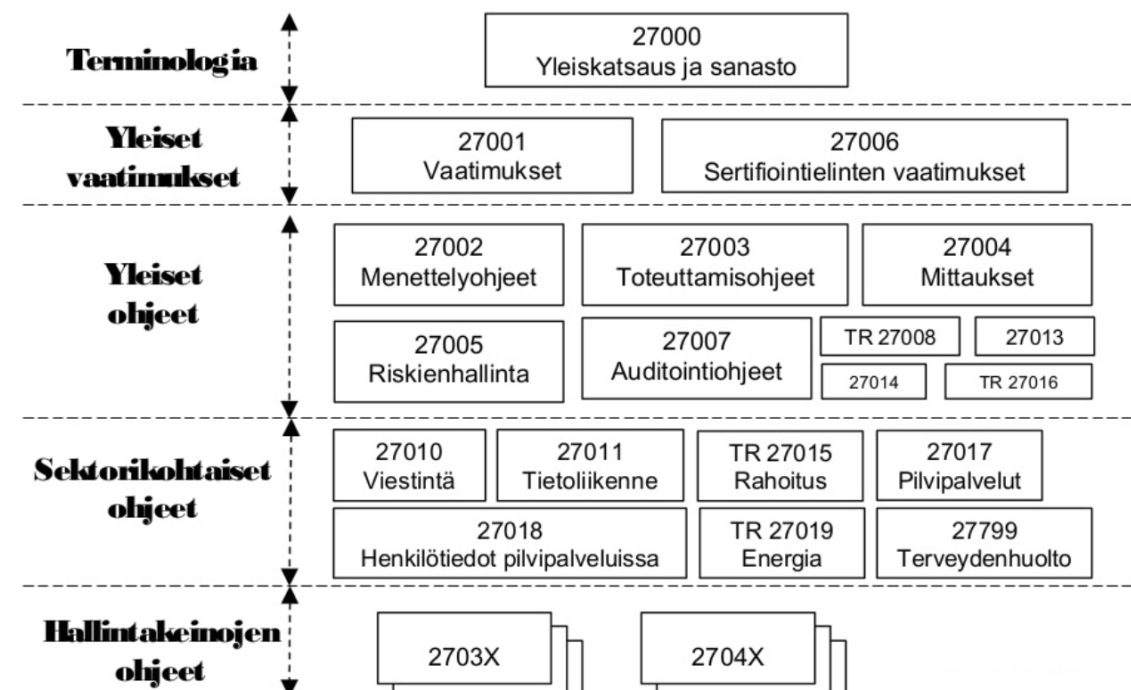 Terminologia
27000
Yleiskatsaus ja sanasto
Yleiset
vaatimukset
27001
Vaatimukset
27006
Sertifiointielinten vaatimukset
Yleiset
ohjeet
27002
Menettelyohjeet
27003
Toteuttamisohjeet
27004
Mittaukset
27005
Riskienhallinta
27007
Auditointiohjeet
TR 27008
27013
27014
TR 27016
Sektorikohtaiset
ohjeet
27010
Viestintä
27011
Tietoliikenne
TR 27015
Rahoitus
27017
Pilvipalvelut
27018
Henkilötiedot pilvipalveluissa
TR 27019
Energia
27799
Terveydenhuolto
Hallintakeinojen
ohjeet
2703X
2704X